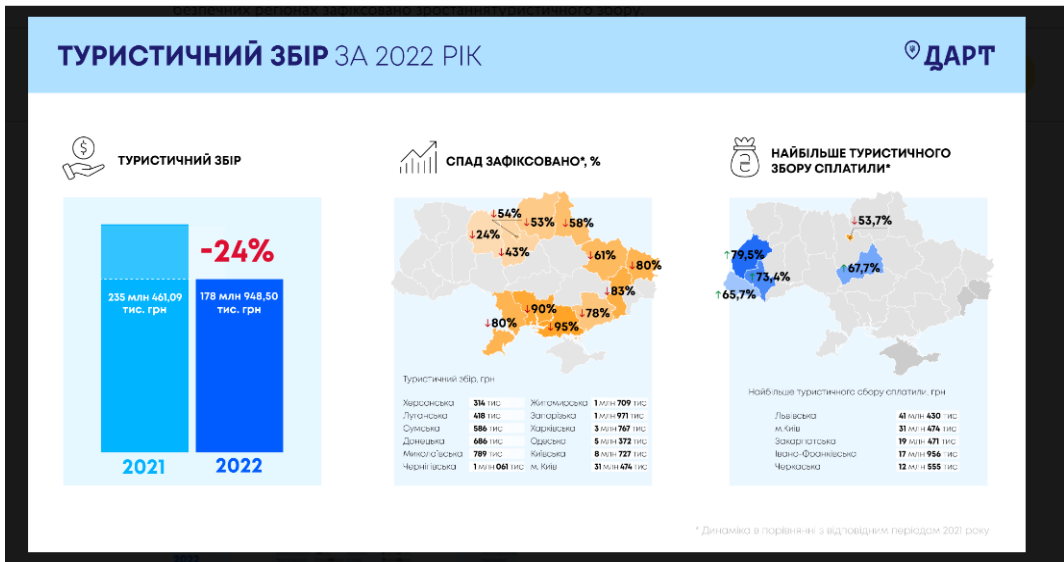 безпечних регіонах зафіксовано зростаннятуристичного збору.
ТУРИСТИЧНИЙ ЗБІР ЗА 2022 РІК
ДАРТ
ТУРИСТИЧНИЙ ЗБІР
-24%
235 млн 461,09
тис. грн
178 млн 948,50
тис. грн
2021
2022
СПАД ЗАФІКСОВАНО*, %
↓54%
↓53%
↓58%
↓24%
↓43%
↓61%
↓80%
↓83%
↓90%
↓78%
↓80%
↓95%
Туристичний збір, грн
Херсонська 314 тис
Луганська 418 тис
Сумська 586 тис
Донецька 686 тис
Миколаївська 789 тис
Чернігівська 1 млн 061 тис
Житомирська 1 млн 709 тис
Запорізька 1 млн 971 тис
Харківська 3 млн 767 тис
Одеська 5 млн 372 тис
Київська 8 млн 727 тис
м. Київ 31 млн 474 тис
НАЙБІЛЬШЕ ТУРИСТИЧНОГО
ЗБОРУ СПЛАТИЛИ*
↓53,7%
↑79,5%
↑67,7%
↑73,4%
↑65,7%
Найбільше туристичного збору сплатили, грн
Львівська 41 млн 430 тис
м.Київ 31 млн 474 тис
Закарпатська 19 млн 471 тис
Івано-Франківська 17 млн 956 тис
Черкаська 12 млн 555 тис
* Динаміка в порівнянні з відповідним періодом 2021 року
2022